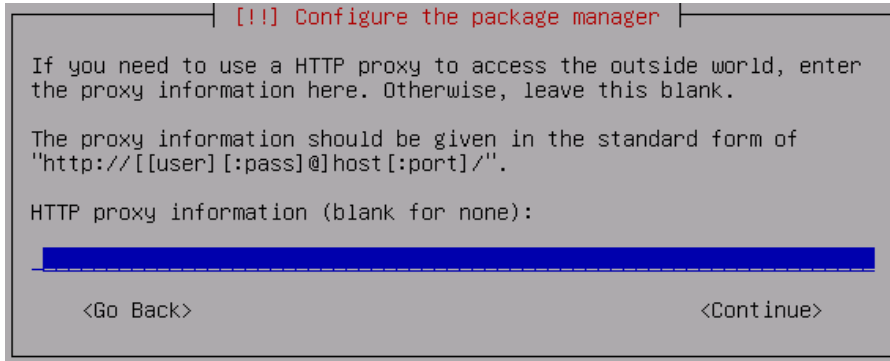 [!!] Configure the package manager
If you need to use a HTTP proxy to access the outside world, enter
the proxy information here. Otherwise, leave this blank.
The proxy information should be given in the standard form of
"http://[[user][:pass]@]host[:port]/".
HTTP proxy information (blank for none):
<Go Back> <Continue>